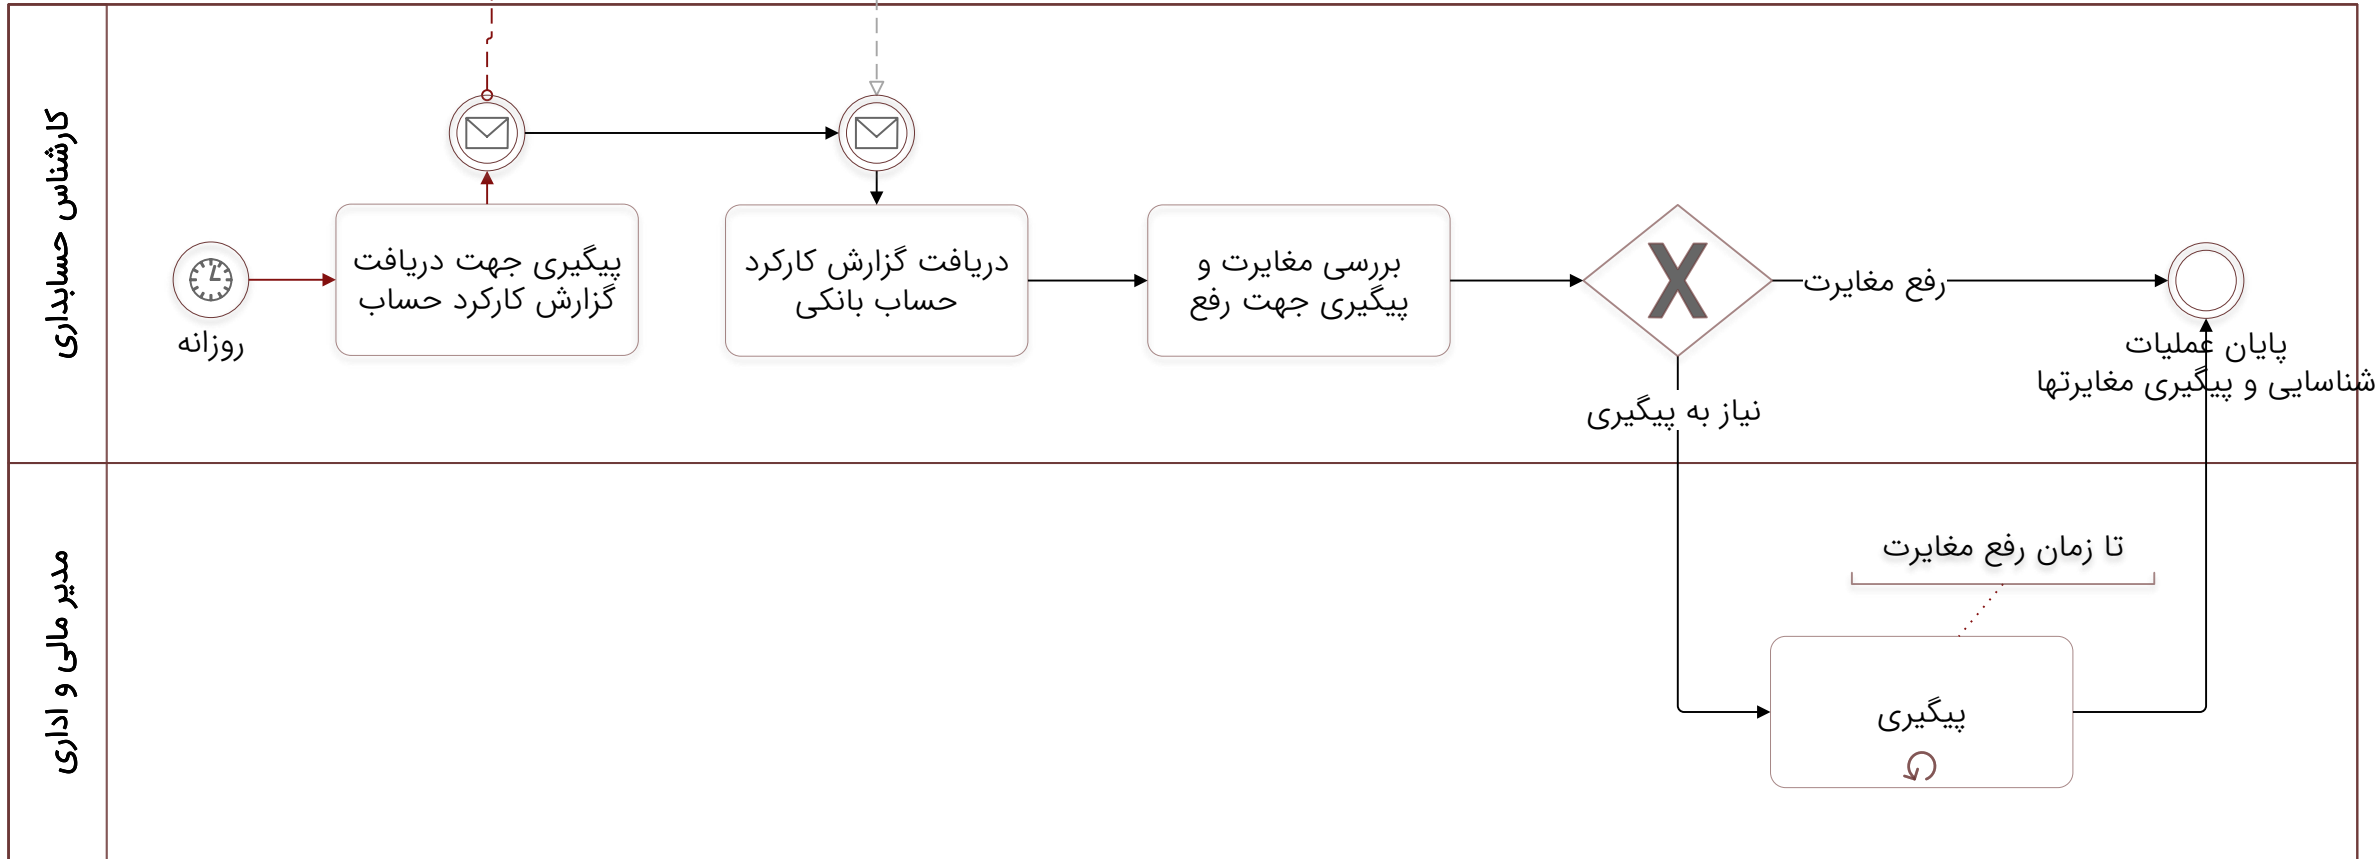 کارشناس حسابداری
روزانه
پیگیری جهت دریافت
گزارش کارکرد حساب
دریافت گزارش کارکرد
حساب بانکی
بررسی مغایرت و
پیگیری جهت رفع
رفع مغایرت
نیاز به پیگیری
پایان عملیات
شناسایی و پیگیری مغایرتها
مدیر مالی و اداری
تا زمان رفع مغایرت
پیگیری